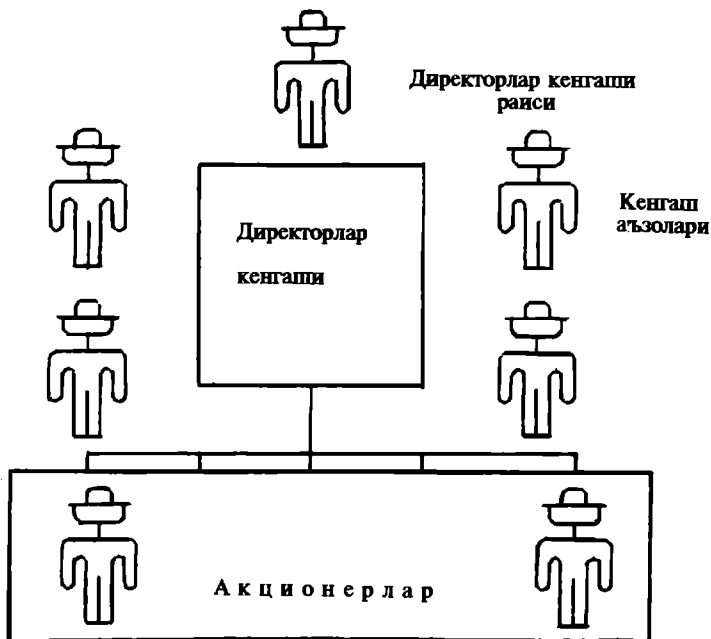 Директорлар кенгаши
раиси
Кенгаш
аъзолари
Директорлар
кенгаши
Акционерлар